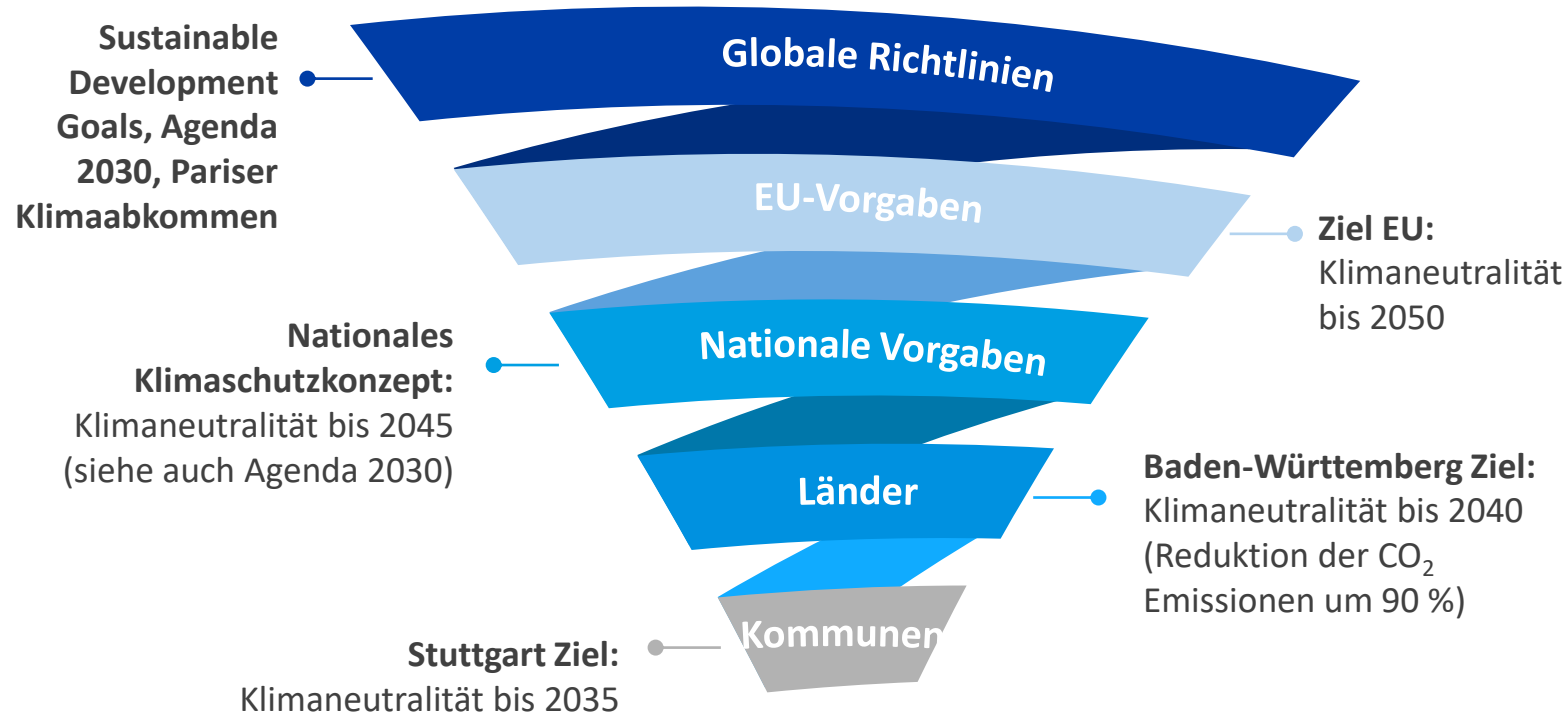 Globale Richtlinien
Sustainable
Development
Goals, Agenda
2030, Pariser
Klimaabkommen
EU-Vorgaben
Ziel EU:
Klimaneutralität
bis 2050
Nationale Vorgaben
Nationales
Klimaschutzkonzept:
Klimaneutralität bis 2045
(siehe auch Agenda 2030)
Länder
Baden-Württemberg Ziel:
Klimaneutralität bis 2040
(Reduktion der CO₂
Emissionen um 90 %)
Kommunen
Stuttgart Ziel:
Klimaneutralität bis 2035